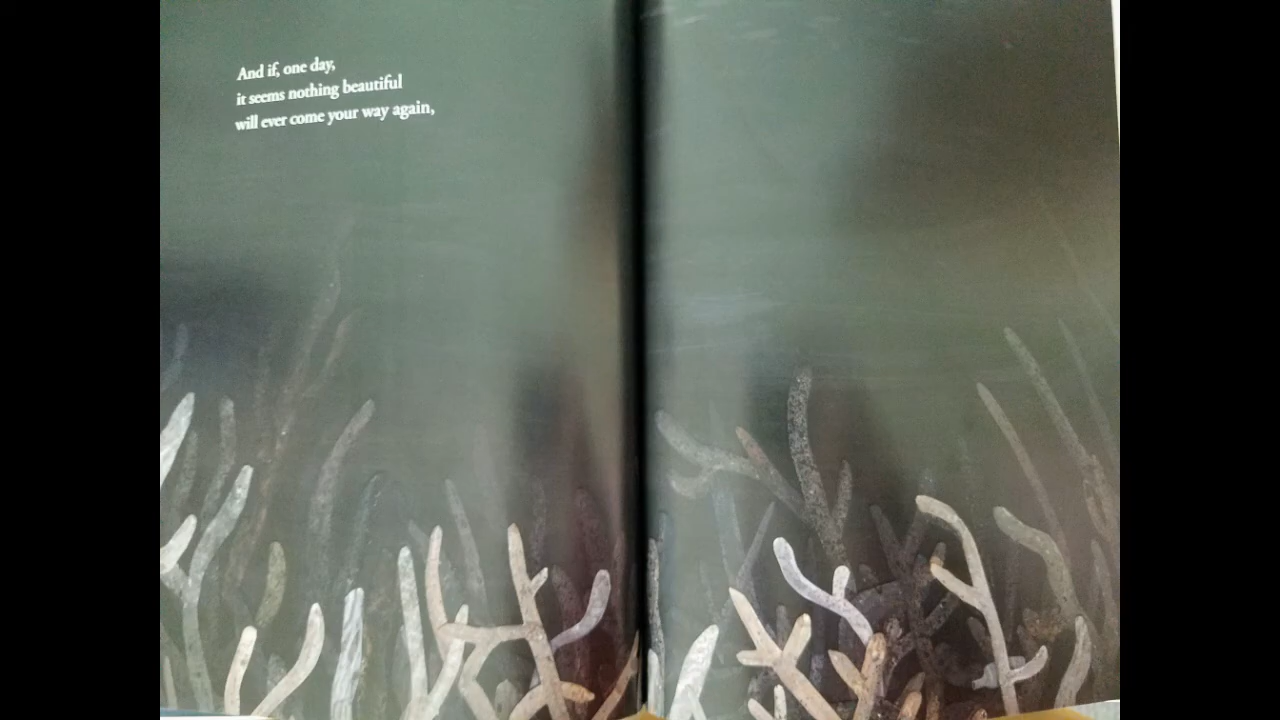 And if, one day,
it seems nothing beautiful
will ever come your way again,